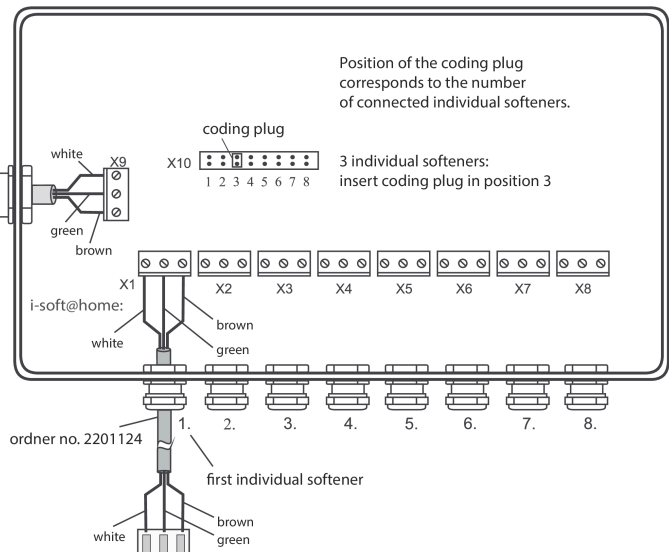 Position of the coding plug
corresponds to the number
of connected individual softeners.
coding plug
X10
1 2 3 4 5 6 7 8
3 individual softeners:
insert coding plug in position 3
white
X9
green
brown
X1
X2
X3
X4
X5
X6
X7
X8
i-soft@home:
white
brown
green
1.
2.
3.
4.
5.
6.
7.
8.
ordner no. 2201124
first individual softener
white
brown
green